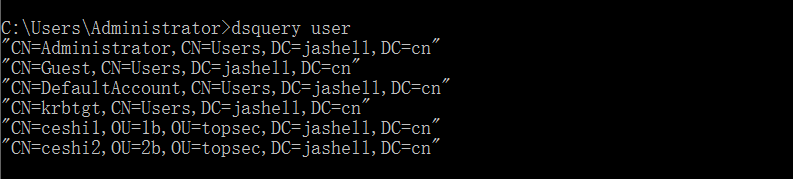 C:\Users\Administrator>dsquery user
"CN=Administrator,CN=Users,DC=jashell,DC=cn"
"CN=Guest,CN=Users,DC=jashell,DC=cn"
"CN=DefaultAccount,CN=Users,DC=jashell,DC=cn"
"CN=krbtgt,CN=Users,DC=jashell,DC=cn"
"CN=ceshi1,OU=1b,OU=topsec,DC=jashell,DC=cn"
"CN=ceshi2,OU=2b,OU=topsec,DC=jashell,DC=cn"